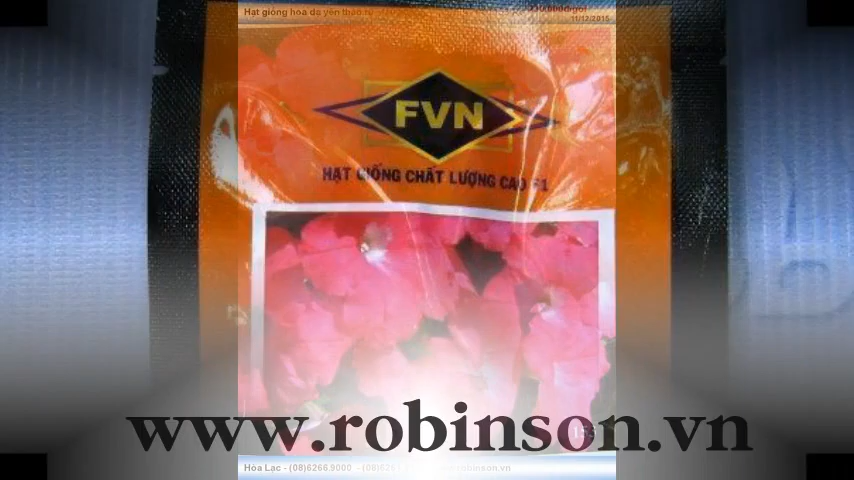 Hạt giống hoa dạ yến thảo
11/12/2015
FVN
HẠT GIỐNG CHẤT LƯỢNG CAO F1
www.robinson.vn
Hòa Lạc - (08)6266.9000 - robinson.vn